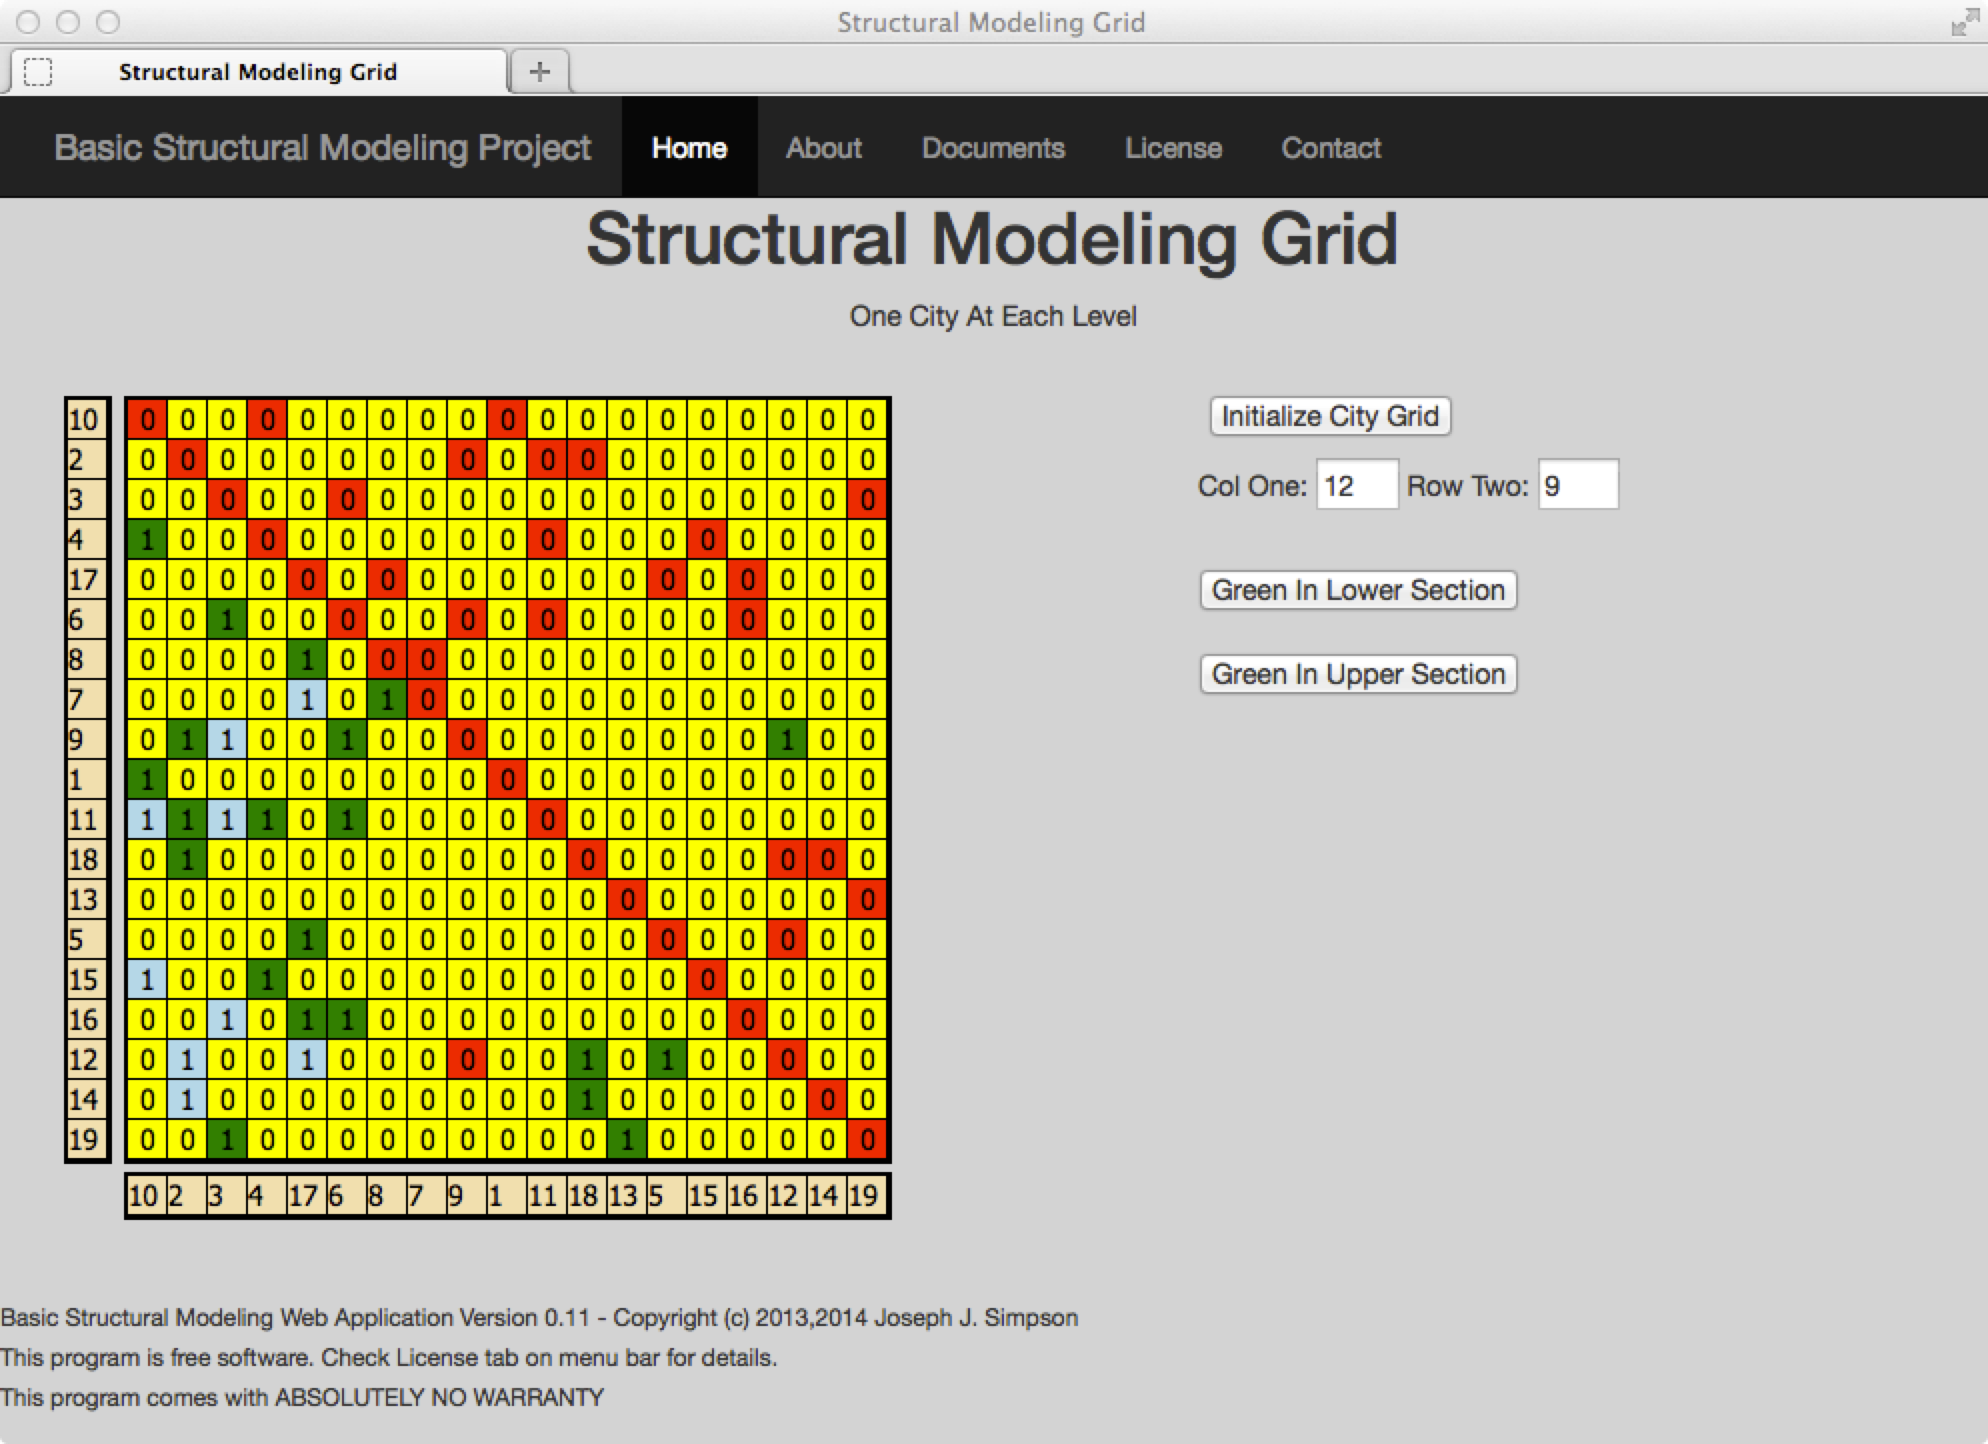 Structural Modeling Grid
Structural Modeling Grid +
Basic Structural Modeling Project Home About Documents License Contact
Structural Modeling Grid
One City At Each Level
10 0 0 0 0 0 0 0 0 0 0 0 0 0 0 0 0 0 0 0
Initialize City Grid
2 0 0 0 0 0 0 0 0 0 0 0 0 0 0 0 0 0 0 0
3 0 0 0 0 0 0 0 0 0 0 0 0 0 0 0 0 0 0 0
Col One: 12 Row Two: 9
4 1 0 0 0 0 0 0 0 0 0 0 0 0 0 0 0 0 0 0
17 0 0 0 0 0 0 0 0 0 0 0 0 0 0 0 0 0 0 0
Green In Lower Section
6 0 0 1 0 0 0 0 0 0 0 0 0 0 0 0 0 0 0 0
8 0 0 0 0 1 0 0 0 0 0 0 0 0 0 0 0 0 0 0
Green In Upper Section
7 0 0 0 0 1 0 1 0 0 0 0 0 0 0 0 0 0 0 0
9 0 1 1 0 0 1 0 0 0 0 0 0 0 0 0 0 1 0 0
1 1 0 0 0 0 0 0 0 0 0 0 0 0 0 0 0 0 0 0
11 1 1 1 1 0 1 0 0 0 0 0 0 0 0 0 0 0 0 0
18 0 1 0 0 0 0 0 0 0 0 0 0 0 0 0 0 0 0 0
13 0 0 0 0 0 0 0 0 0 0 0 0 0 0 0 0 0 0 0
5 0 0 0 0 1 0 0 0 0 0 0 0 0 0 0 0 0 0 0
15 1 0 0 1 0 0 0 0 0 0 0 0 0 0 0 0 0 0 0
16 0 0 1 0 1 1 0 0 0 0 0 0 0 0 0 0 0 0 0
12 0 1 0 0 1 0 0 0 0 0 0 1 0 1 0 0 0 0 0
14 0 1 0 0 0 0 0 0 0 0 0 1 0 0 0 0 0 0 0
19 0 0 1 0 0 0 0 0 0 0 0 0 1 0 0 0 0 0 0
10 2 3 4 17 6 8 7 9 1 11 18 13 5 15 16 12 14 19
Basic Structural Modeling Web Application Version 0.11 - Copyright (c) 2013,2014 Joseph J. Simpson
This program is free software. Check License tab on menu bar for details.
This program comes with ABSOLUTELY NO WARRANTY